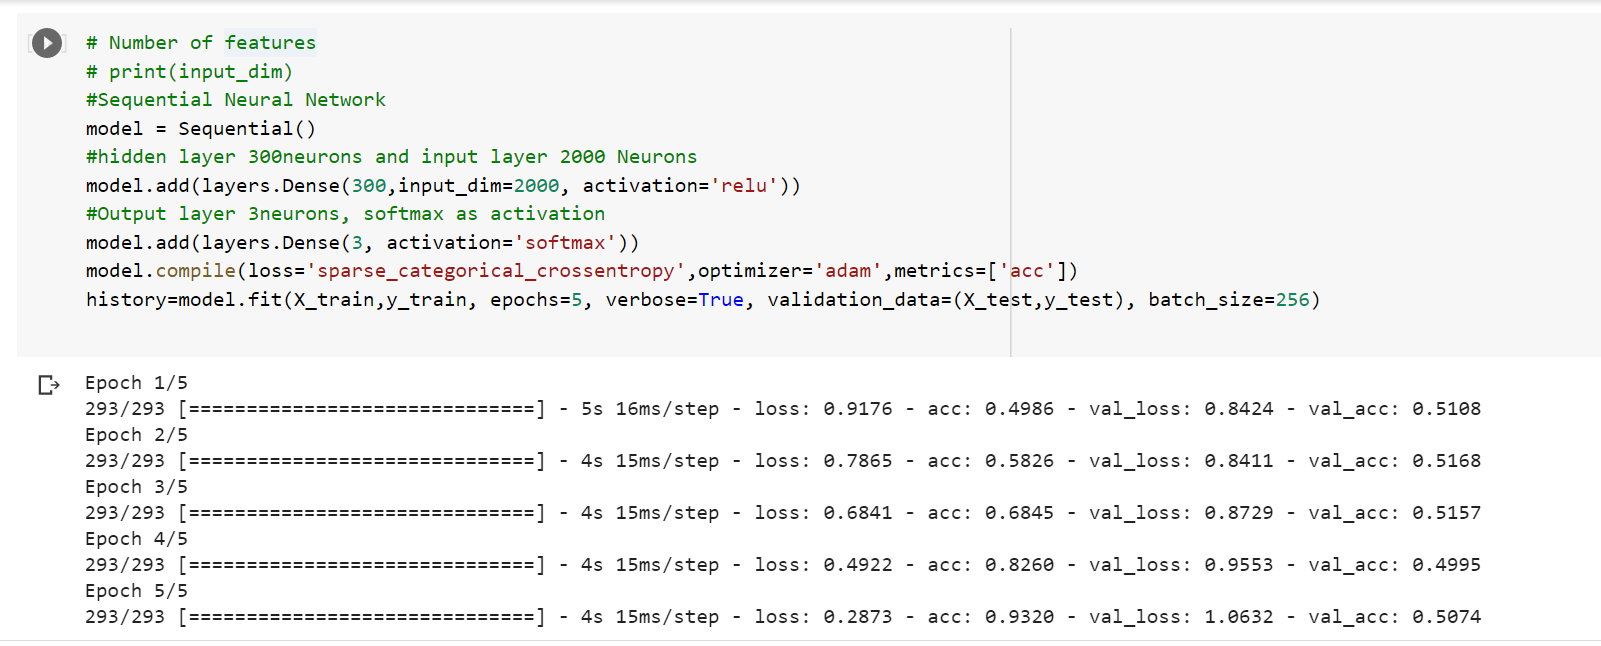 # Number of features
# print(input_dim)
#Sequential Neural Network
model = Sequential()
#hidden layer 300neurons and input layer 2000 Neurons
model.add(layers.Dense(300,input_dim=2000, activation='relu'))
#Output layer 3neurons, softmax as activation
model.add(layers.Dense(3, activation='softmax'))
model.compile(loss='sparse_categorical_crossentropy',optimizer='adam',metrics=['acc'])
history=model.fit(X_train,y_train, epochs=5, verbose=True, validation_data=(X_test,y_test), batch_size=256)
Epoch 1/5
293/293 [==============================] - 5s 16ms/step - loss: 0.9176 - acc: 0.4986 - val_loss: 0.8424 - val_acc: 0.5108
Epoch 2/5
293/293 [==============================] - 4s 15ms/step - loss: 0.7865 - acc: 0.5826 - val_loss: 0.8411 - val_acc: 0.5168
Epoch 3/5
293/293 [==============================] - 4s 15ms/step - loss: 0.6841 - acc: 0.6845 - val_loss: 0.8729 - val_acc: 0.5157
Epoch 4/5
293/293 [==============================] - 4s 15ms/step - loss: 0.4922 - acc: 0.8260 - val_loss: 0.9553 - val_acc: 0.4995
Epoch 5/5
293/293 [==============================] - 4s 15ms/step - loss: 0.2873 - acc: 0.9320 - val_loss: 1.0632 - val_acc: 0.5074